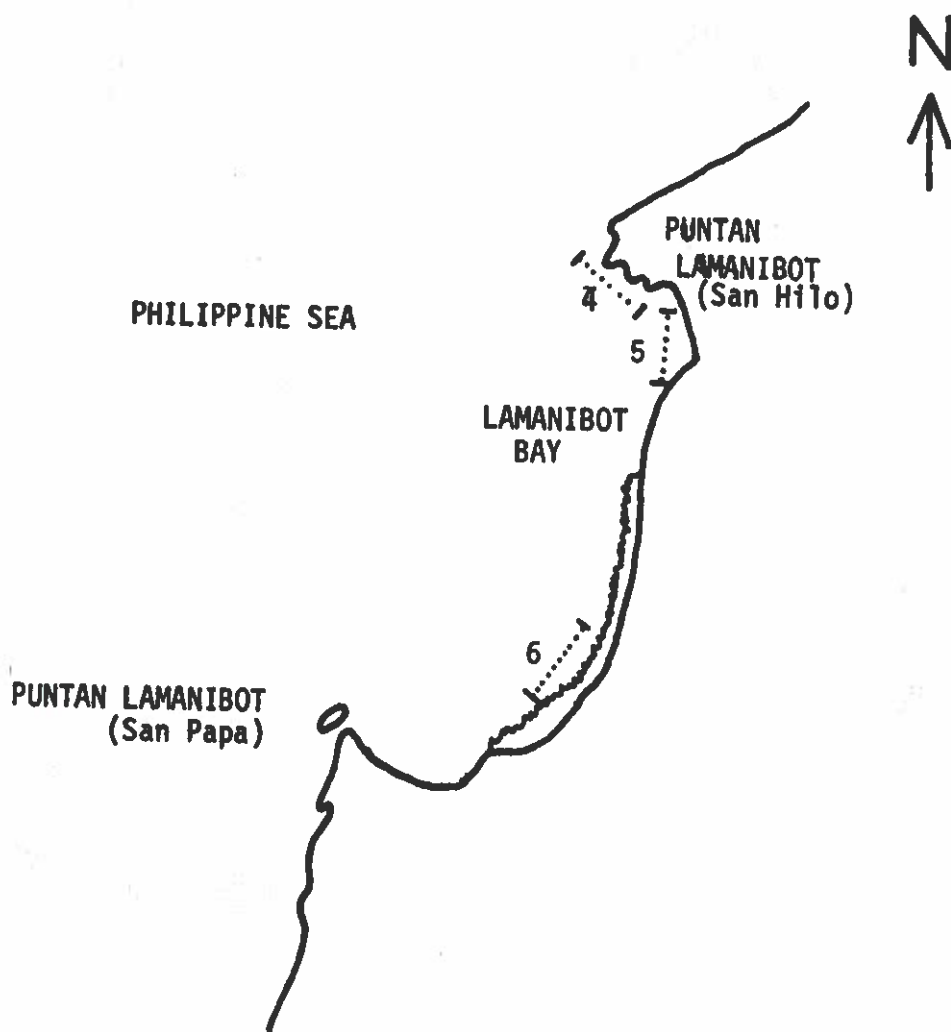 N
PUNTAN
LAMANIBOT
(San Hilo)
4
PHILIPPINE SEA
5
LAMANIBOT
BAY
6
PUNTAN LAMANIBOT
(San Papa)